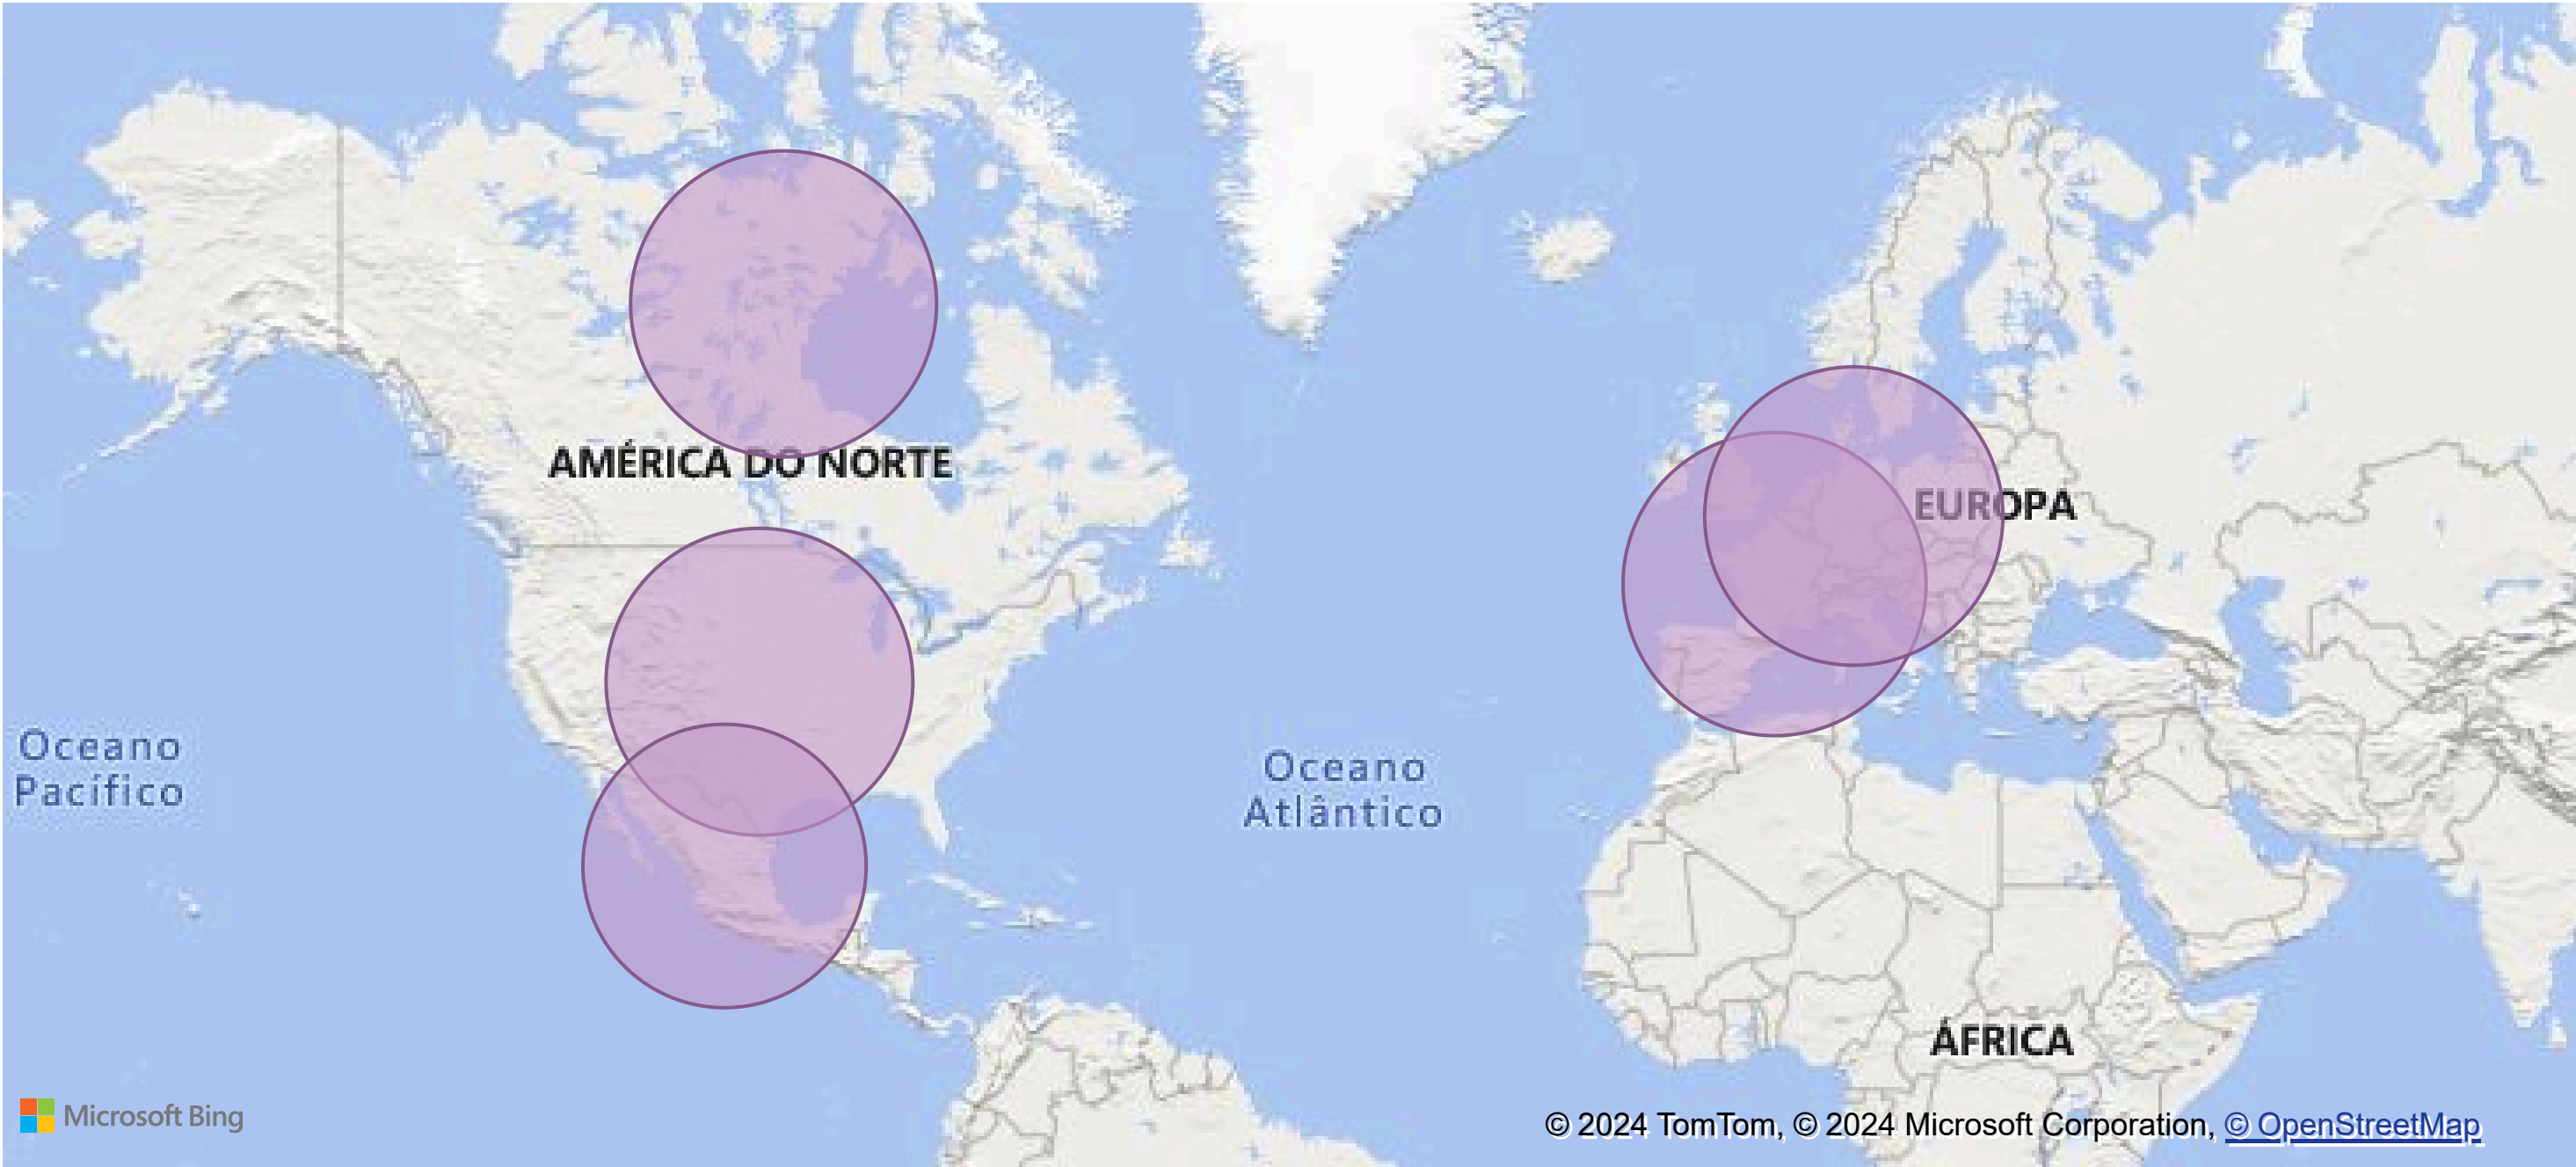 AMÉRICA DO NORTE
EUROPA
Oceano
Pacífico
Oceano
Atlântico
ÁFRICA
Microsoft Bing
© 2024 TomTom, © 2024 Microsoft Corporation, © OpenStreetMap